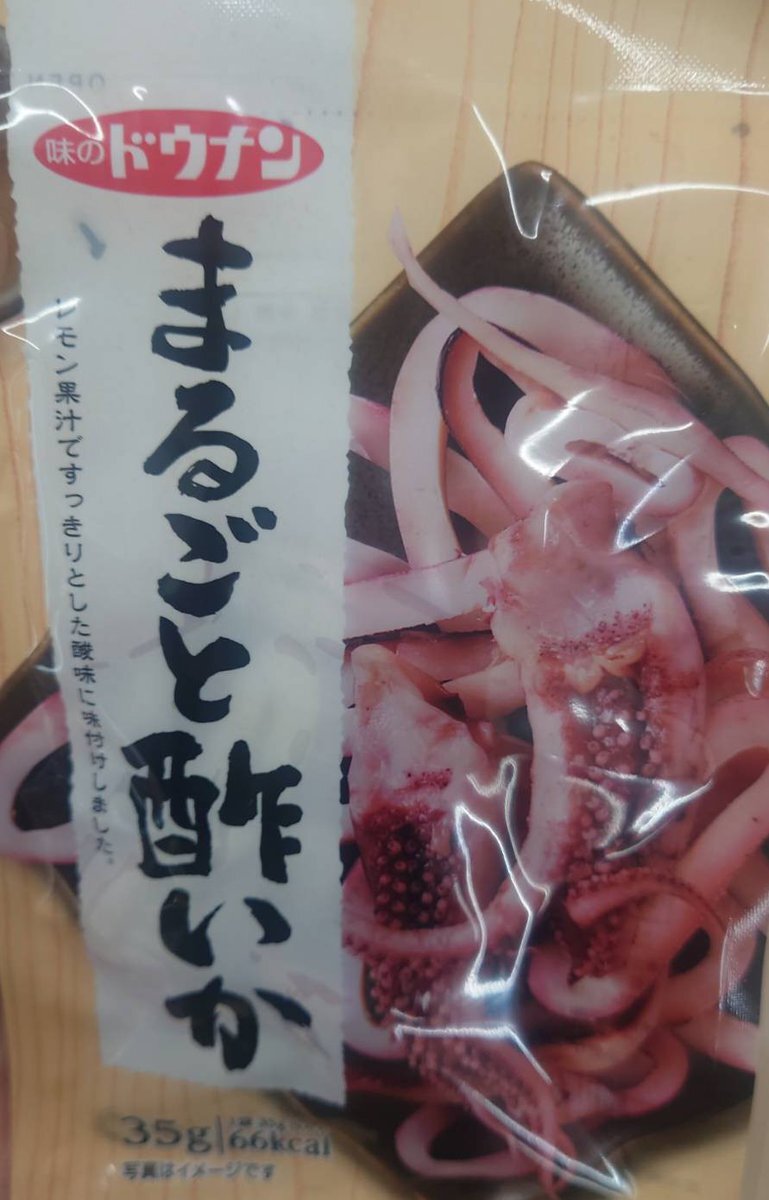 味のドウナン
まるごと酢いか
レモン果汁ですっきりとした酸味に味付けしました。
35g
66kcal
写真はイメージです